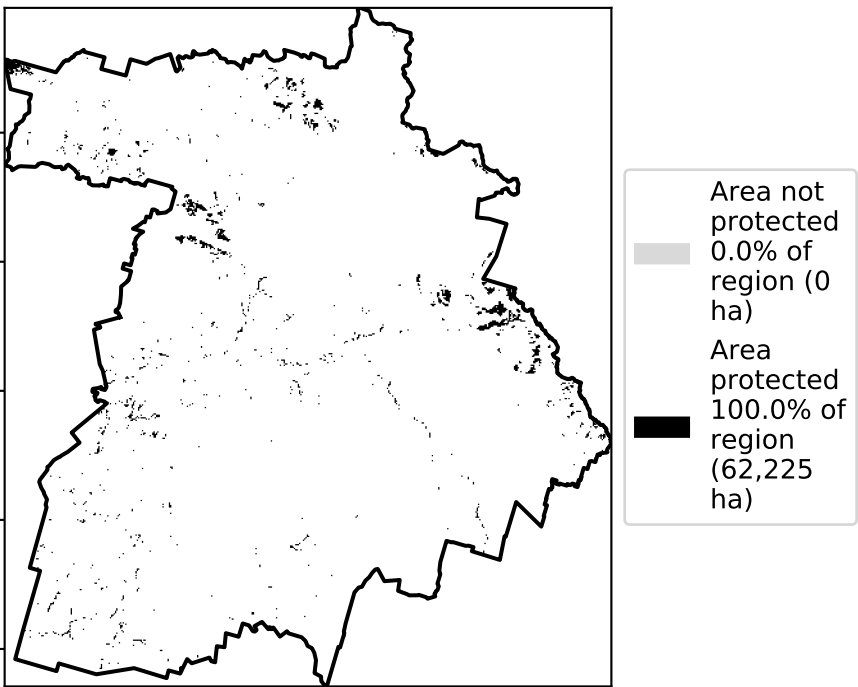 Area not
protected
0.0% of
region (0
ha)
Area
protected
100.0% of
region
(62,225
ha)